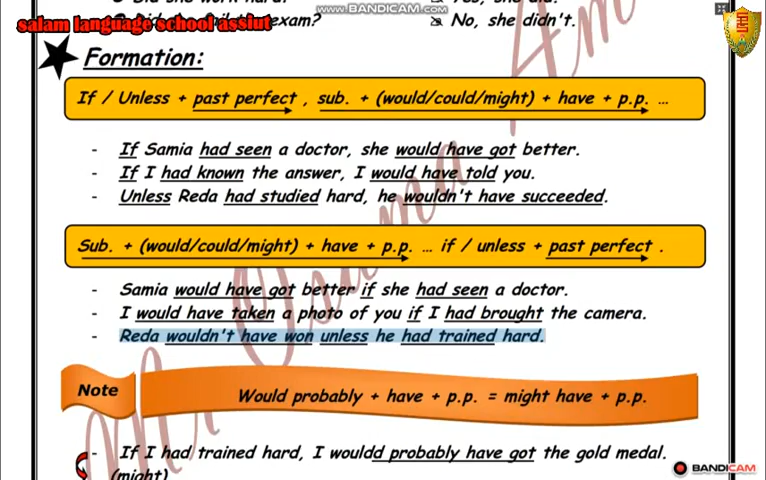 WWW.BANDICAM.COM
salam language school assiut
exam?
No, she didn't.
Formation:
If / Unless + past perfect , sub. + (would/could/might) + have + p.p. ...
- If Samia had seen a doctor, she would have got better.
- If I had known the answer, I would have told you.
- Unless Reda had studied hard, he wouldn't have succeeded.
Sub. + (would/could/might) + have + p.p. ... if / unless + past perfect .
- Samia would have got better if she had seen a doctor.
- I would have taken a photo of you if I had brought the camera.
- Reda wouldn't have won unless he had trained hard.
Note
Would probably + have + p.p. = might have + p.p.
- If I had trained hard, I wouldd probably have got the gold medal.
(might)
BANDICAM